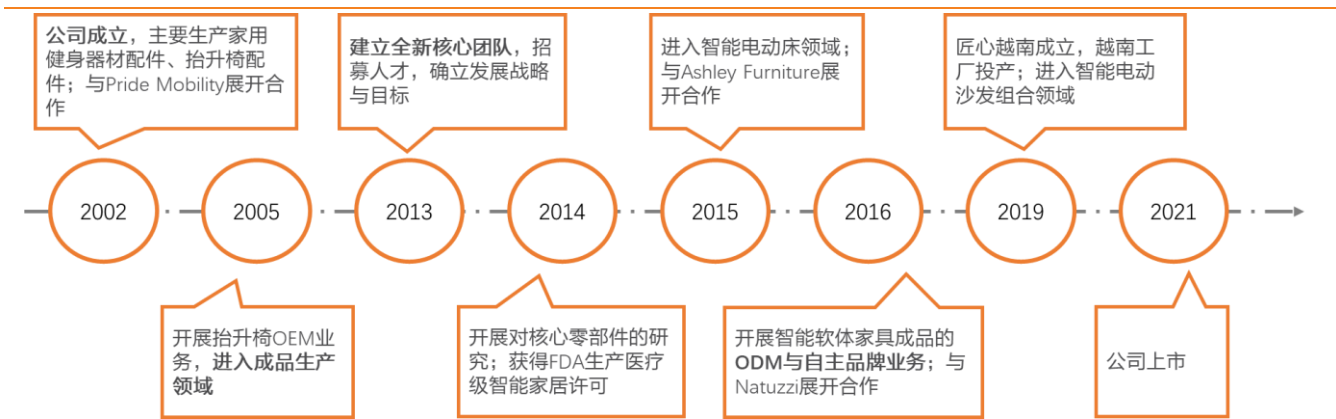 公司成立，主要生产家用
健身器材配件、抬升椅配
件；与Pride Mobility展开合
作
建立全新核心团队，招
募人才，确立发展战略
与目标
进入智能电动床领域；
与Ashley Furniture展
开合作
匠心越南成立，越南工
厂投产；进入智能电动
沙发组合领域
2002
2005
2013
2014
2015
2016
2019
2021
开展抬升椅OEM业
务，进入成品生产
领域
开展对核心零部件的研
究；获得FDA生产医疗
级智能家居许可
开展智能软体家具成品的
ODM与自主品牌业务；与
Natuzzi展开合作
公司上市